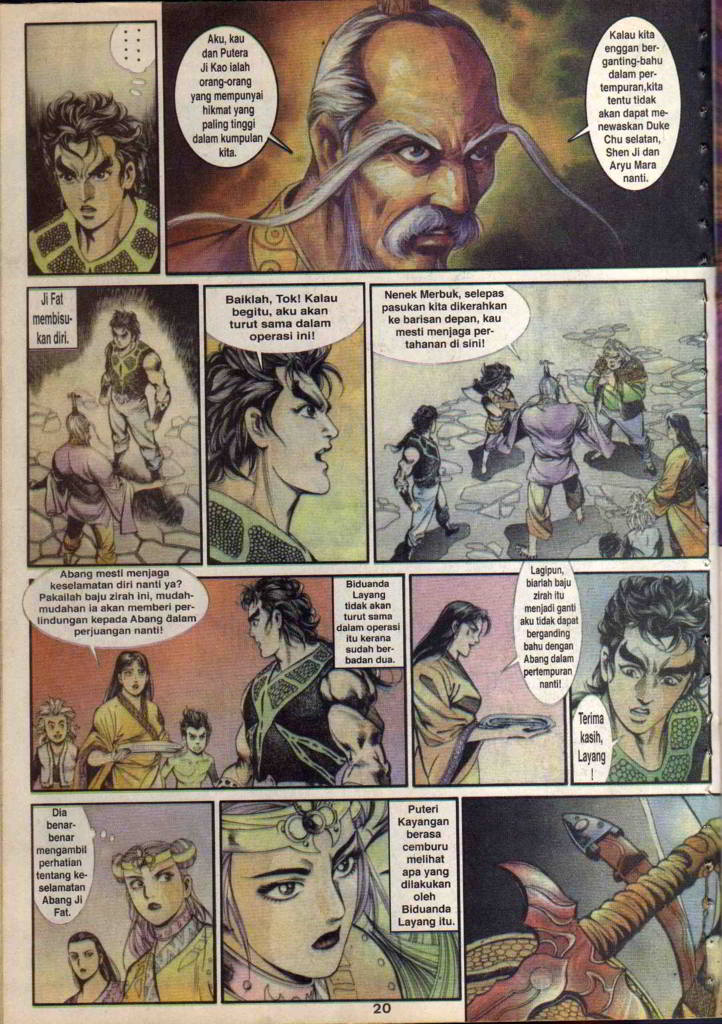 Aku, kau
dan Putera
Ji Kao ialah
orang-orang
yang mempunyai
hikmat yang
paling tinggi
dalam kumpulan
kita.
Kalau kita
enggan ber-
ganting-bahu
dalam per-
tempuran,kita
tentu tidak
akan dapat me-
newaskan Duke
Chu selatan,
Shen Ji dan
Aryu Mara
nanti.
Ji Fat
membisu-
kan diri.
Baiklah, Tok! Kalau
begitu, aku akan
turut sama dalam
operasi ini!
Nenek Merbuk, selepas
pasukan kita dikerahkan
ke barisan depan, kau
mesti menjaga per-
tahanan di sini!
Abang mesti menjaga
keselamatan diri nanti ya?
Pakailah baju zirah ini, mudah-
mudahan ia akan memberi per-
lindungan kepada Abang dalam
perjuangan nanti!
Biduanda
Layang
tidak akan
turut sama
dalam operasi
itu kerana
sudah ber-
badan dua.
Lagipun,
biarlah baju
zirah itu
menjadi ganti
aku tidak dapat
berganding
bahu dengan
Abang dalam
pertempuran
nanti!
Terima
kasih,
Layang
!
Dia
benar-
benar
mengambil
perhatian
tentang ke-
selamatan
Abang Ji
Fat.
Puteri
Kayangan
berasa
cemburu
melihat
apa yang
dilakukan
oleh
Biduanda
Layang itu.
20